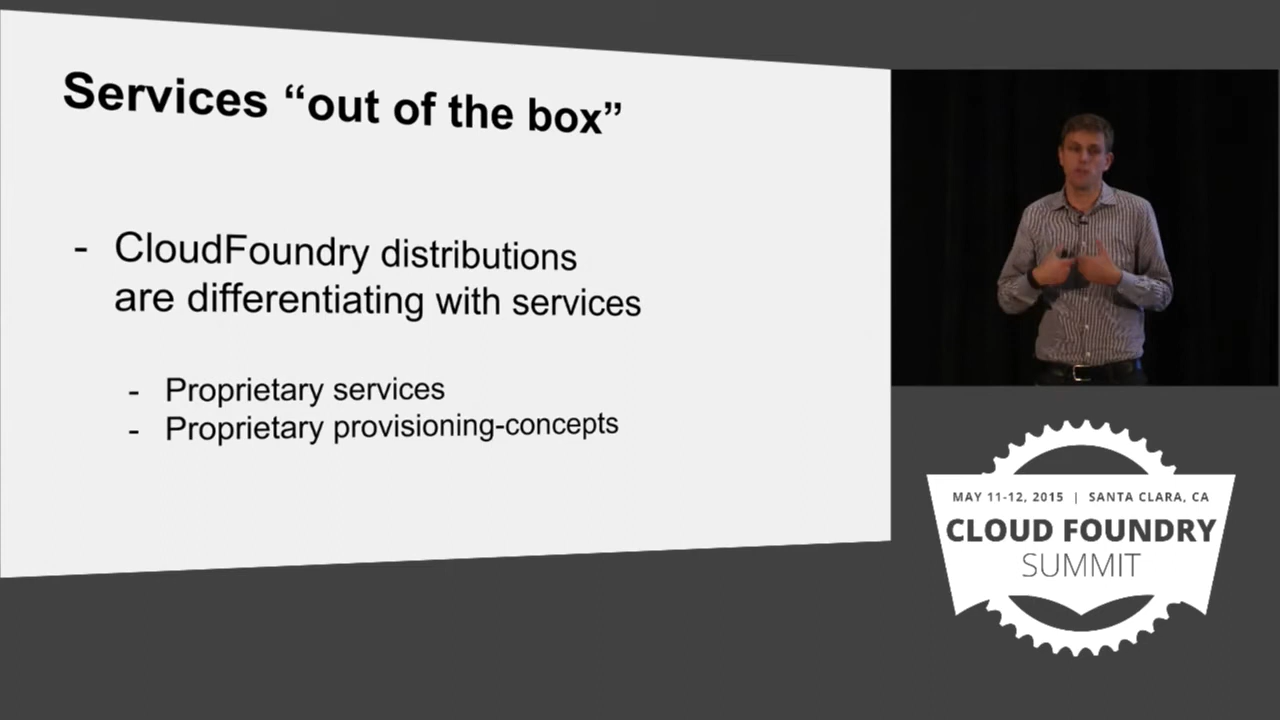 Services “out of the box”
- CloudFoundry distributions
are differentiating with services
- Proprietary services
- Proprietary provisioning-concepts
MAY 11-12, 2015 | SANTA CLARA, CA
CLOUD FOUNDRY
SUMMIT